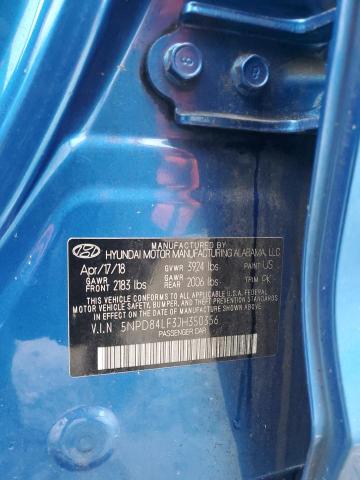 HYUNDAI MOTOR MANUFACTURING ALABAMA, LLC
Apr/17/18 GVWR 3924 lbs PAINT US
GAWR FRONT 2183 lbs GAWR REAR 2006 lbs TRIM PK
THIS VEHICLE CONFORMS TO ALL APPLICABLE
FEDERAL MOTOR VEHICLE SAFETY, BUMPER, AND
THEFT PREVENTION STANDARDS IN EFFECT ON
THE DATE OF MANUFACTURE SHOWN ABOVE.
V.I.N 5NPD84LF3JH350356
PASSENGER CAR